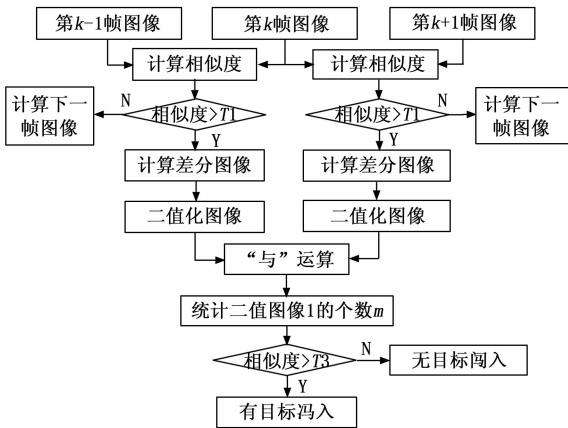 第k-1帧图像
第k帧图像
第k+1帧图像
计算相似度
计算相似度
计算下一
帧图像
N
相似度>T1
相似度>T1
N
计算下一
帧图像
Y
Y
计算差分图像
计算差分图像
二值化图像
二值化图像
“与”运算
统计二值图像1的个数m
相似度>T3
N
无目标闯入
Y
有目标冯入